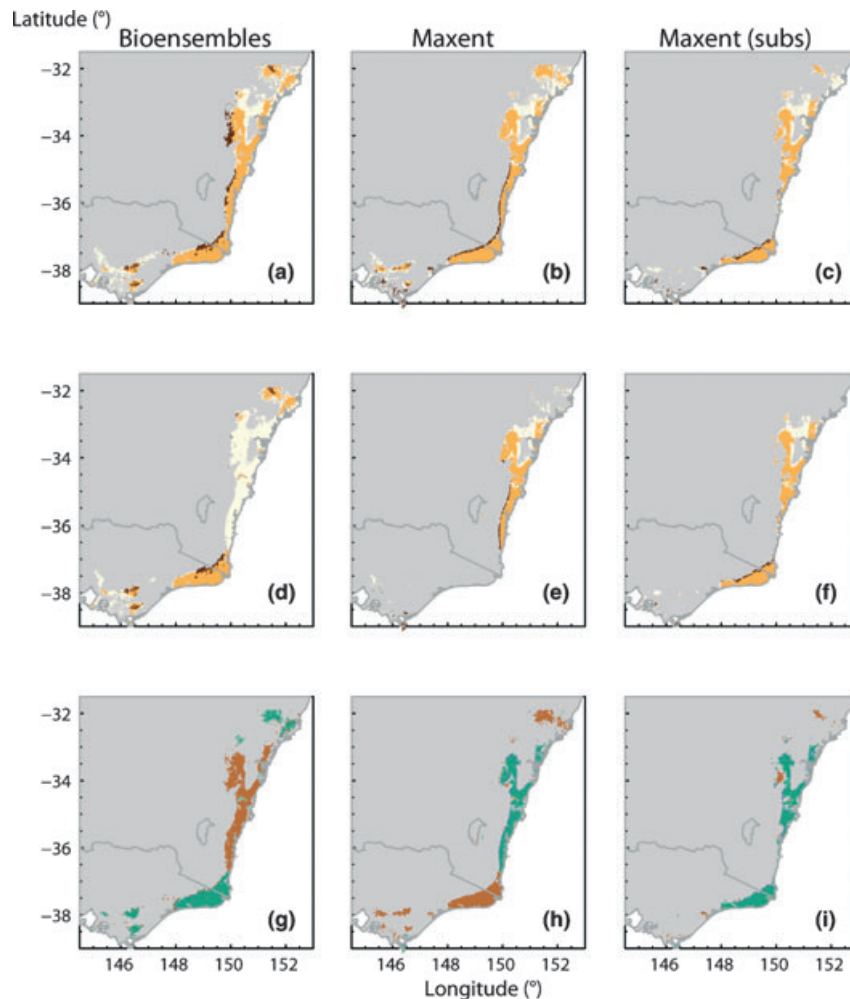 Latitude (°)
Bioensembles
Maxent
Maxent (subs)
−32
−34
−36
−38
(a)
(b)
(c)
−32
−34
−36
−38
(d)
(e)
(f)
−32
−34
−36
−38
(g)
(h)
(i)
146 148 150 152
146 148 150 152
146 148 150 152
Longitude (°)